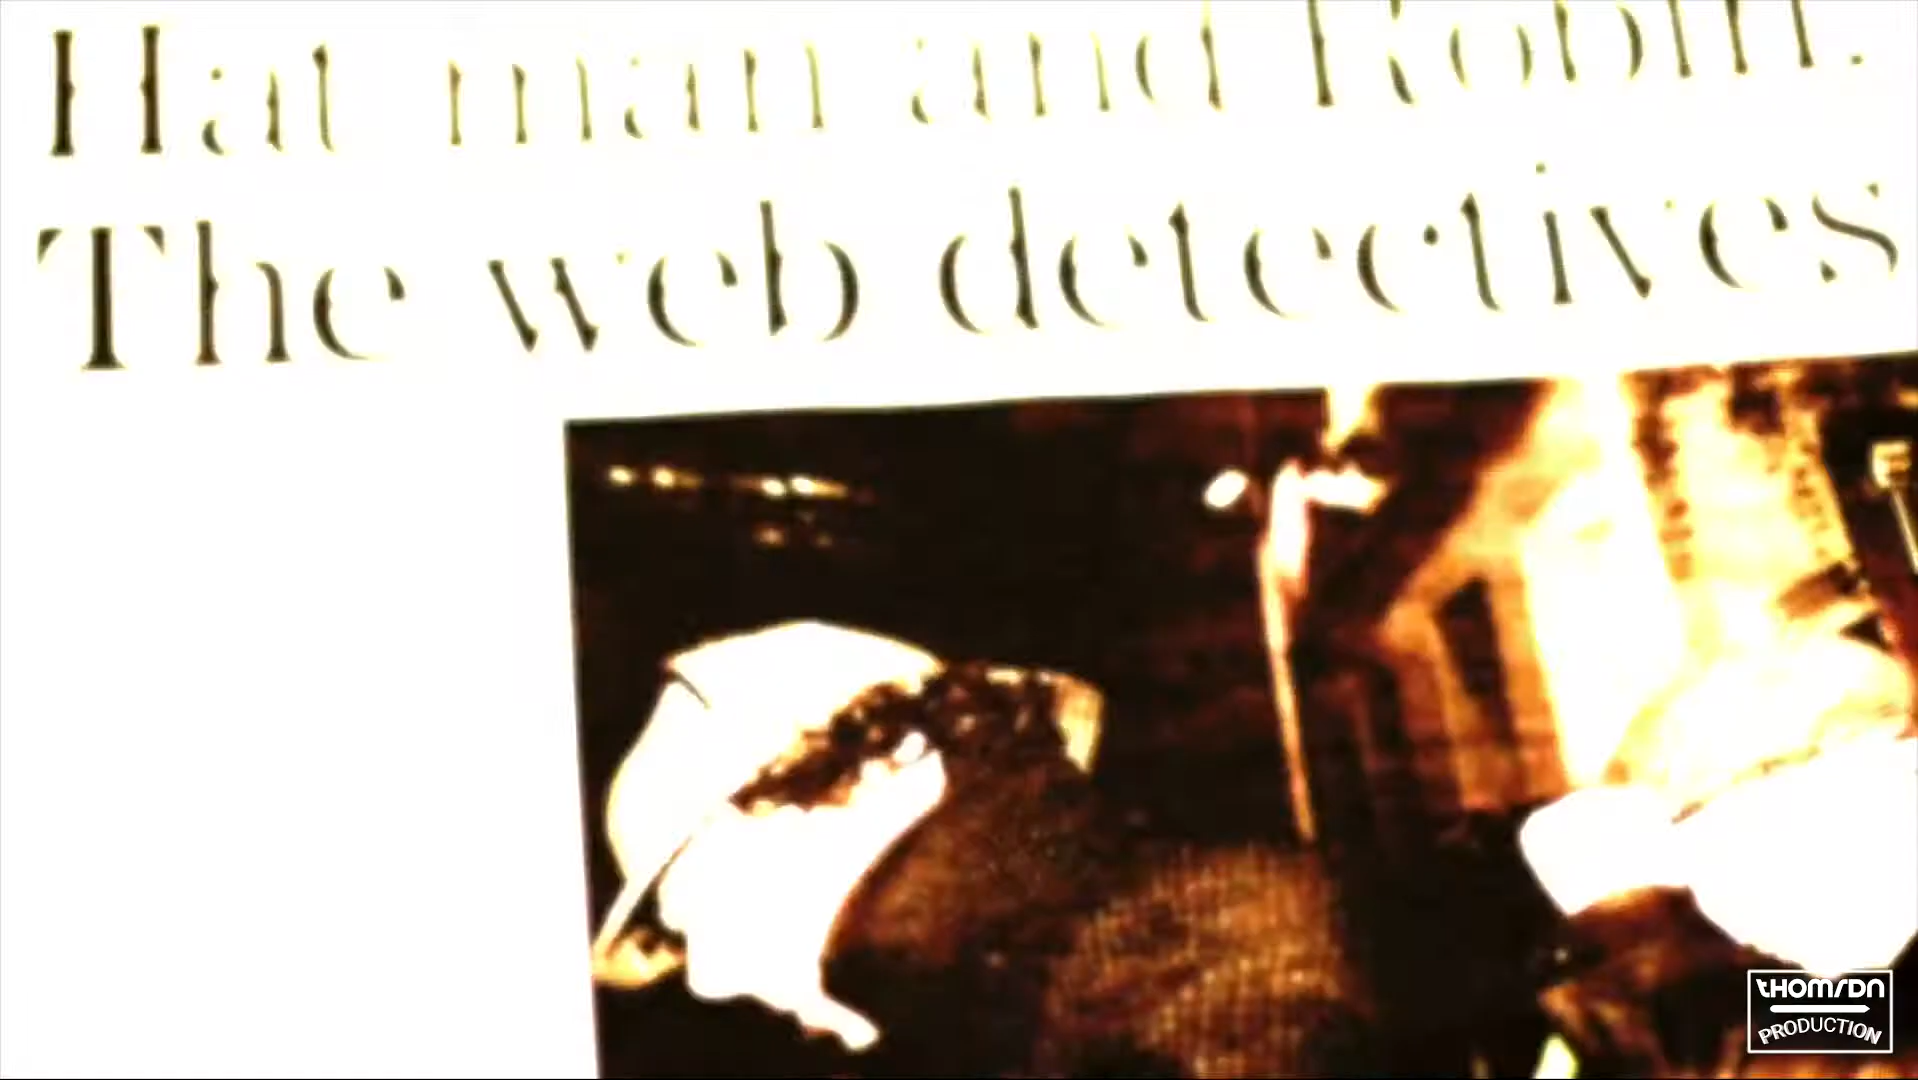 Hat man and Robin.
The web detectives
tHOMSON
PRODUCTION